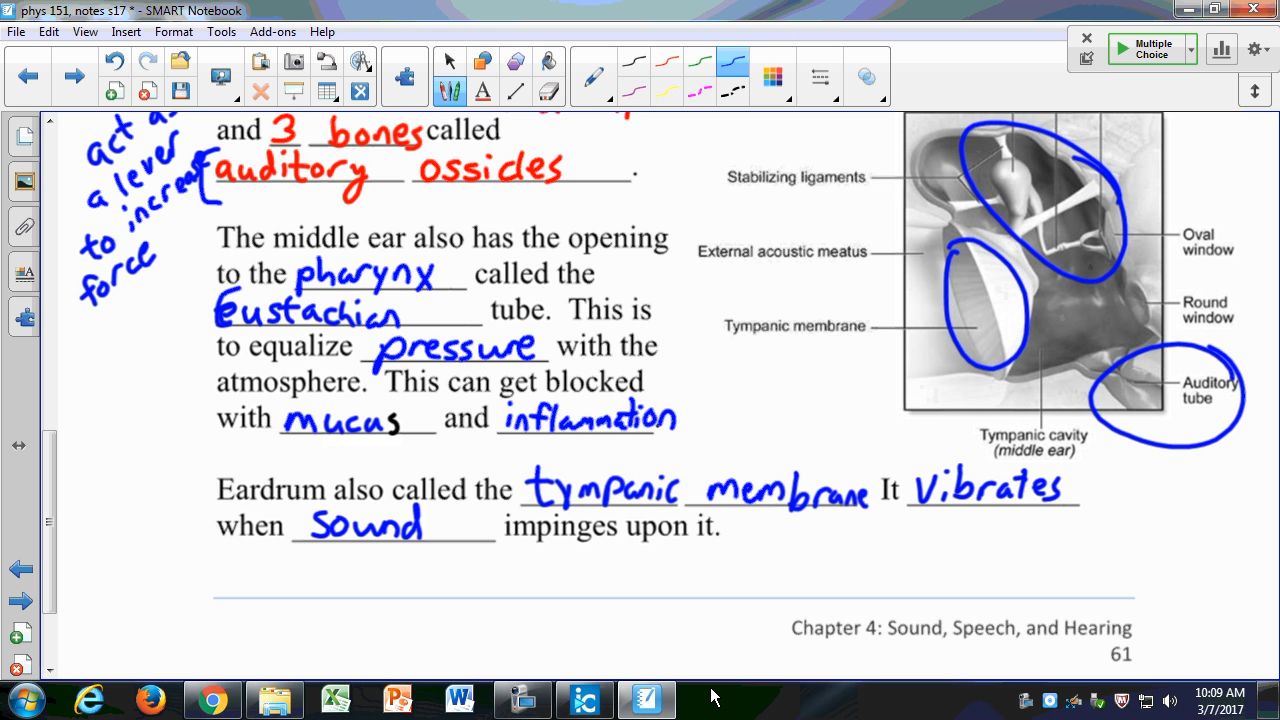 phys 151, notes s17 * - SMART Notebook
File Edit View Insert Format Tools Add-ons Help
Multiple
Choice
act a
a lever
to increase
force
and 3 bones called
auditory ossicles.
The middle ear also has the opening
to the pharynx called the
Eustachian tube. This is
to equalize pressure with the
atmosphere. This can get blocked
with mucus and inflammation
Eardrum also called the tympanic membrane It vibrates
when sound impinges upon it.
Stabilizing ligaments
External acoustic meatus
Tympanic membrane
Oval
window
Round
window
Auditory
tube
Tympanic cavity
(middle ear)
Chapter 4: Sound, Speech, and Hearing
61
10:09 AM
3/7/2017